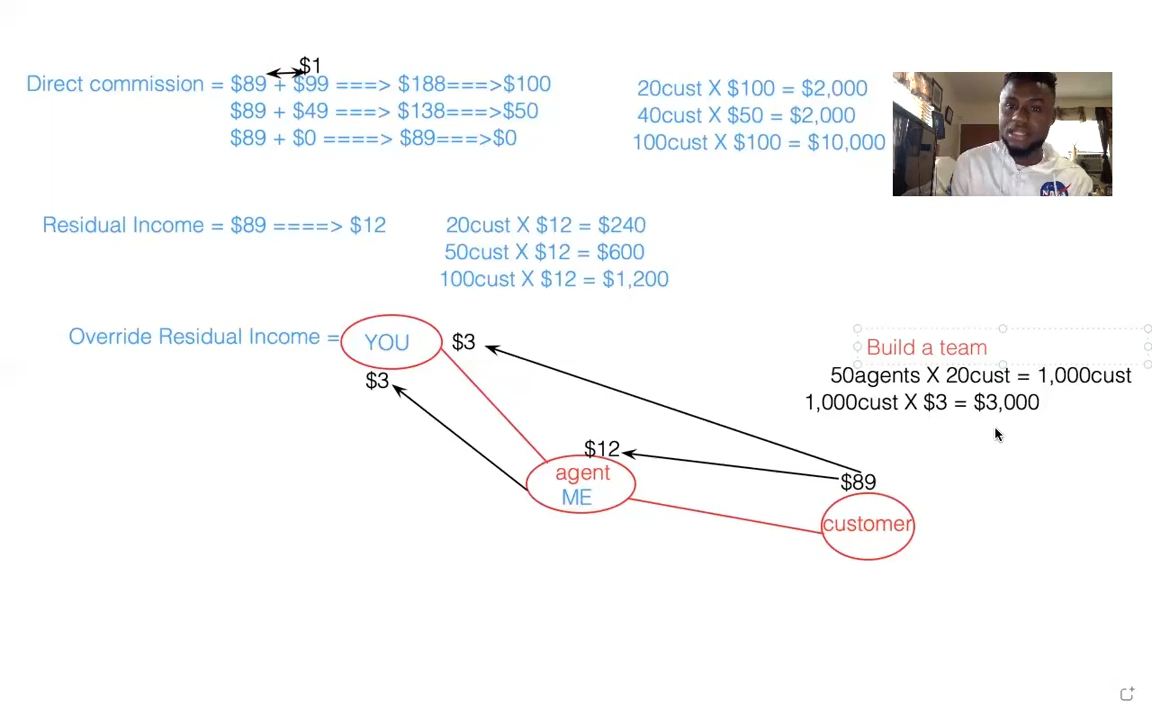 $1
Direct commission = $89 + $99 ===> $188===>$100
$89 + $49 ===> $138===>$50
$89 + $0 ====> $89===>$0
20cust X $100 = $2,000
40cust X $50 = $2,000
100cust X $100 = $10,000
Residual Income = $89 ====> $12
20cust X $12 = $240
50cust X $12 = $600
100cust X $12 = $1,200
Override Residual Income =
YOU
$3
$3
Build a team
50agents X 20cust = 1,000cust
1,000cust X $3 = $3,000
$12
agent
ME
$89
customer